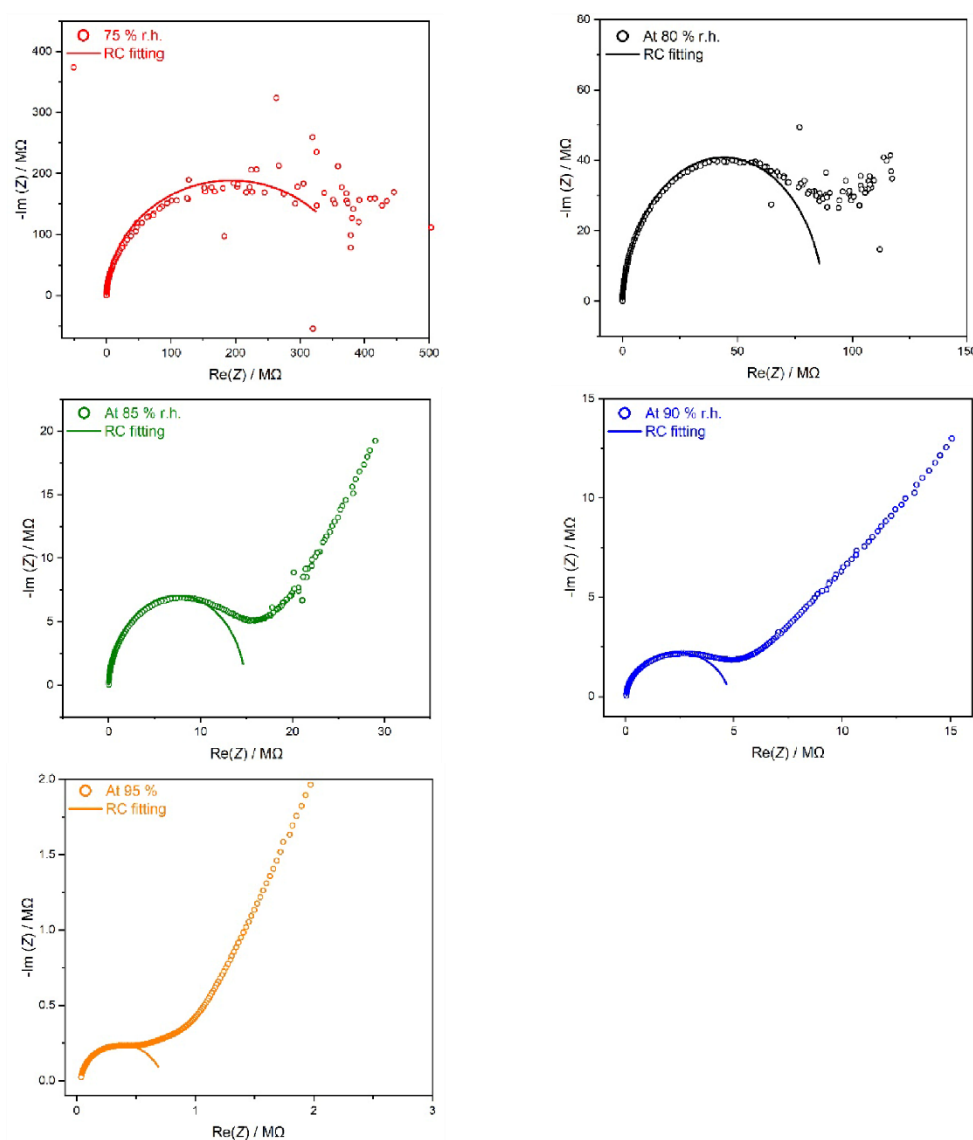 75 % r.h.
RC fitting
400
300
200
100
0
-Im (Z) / MΩ
0 100 200 300 400 500
Re(Z) / MΩ
At 80 % r.h.
RC fitting
80
60
40
20
0
-Im (Z) / MΩ
0 50 100 150
Re(Z) / MΩ
At 85 % r.h.
RC fitting
20
15
10
5
0
-Im (Z) / MΩ
0 10 20 30
Re(Z) / MΩ
At 90 % r.h.
RC fitting
15
10
5
0
-Im (Z) / MΩ
0 5 10 15
Re(Z) / MΩ
At 95 %
RC fitting
2.0
1.5
1.0
0.5
0.0
-Im (Z) / MΩ
0 1 2 3
Re(Z) / MΩ